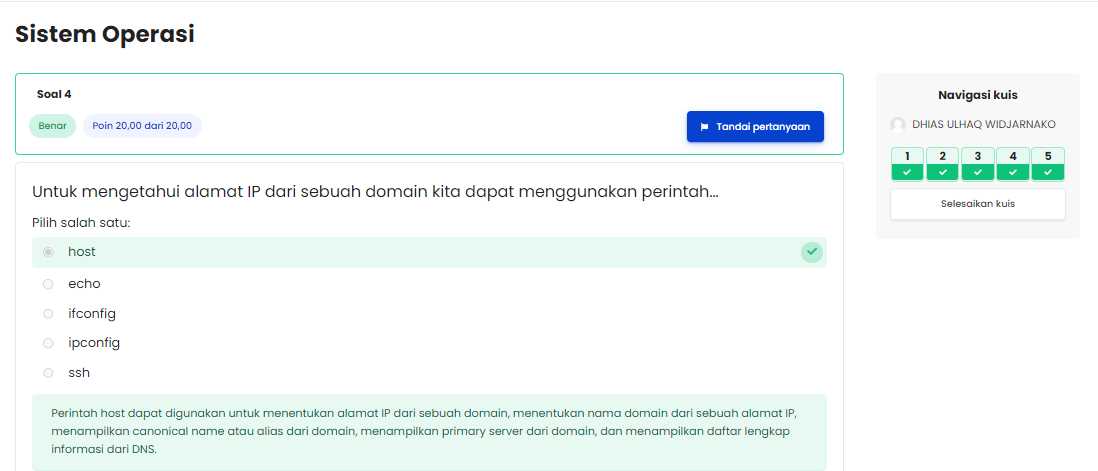 Sistem Operasi
Soal 4
Benar
Poin 20,00 dari 20,00
Tandai pertanyaan
Untuk mengetahui alamat IP dari sebuah domain kita dapat menggunakan perintah...
Pilih salah satu:
host
echo
ifconfig
ipconfig
ssh
Perintah host dapat digunakan untuk menentukan alamat IP dari sebuah domain, menentukan nama domain dari sebuah alamat IP,
menampilkan canonical name atau alias dari domain, menampilkan primary server dari domain, dan menampilkan daftar lengkap
informasi dari DNS.
Navigasi kuis
DHIAS ULHAQ WIDJARNAKO
1 2 3 4 5
Selesaikan kuis